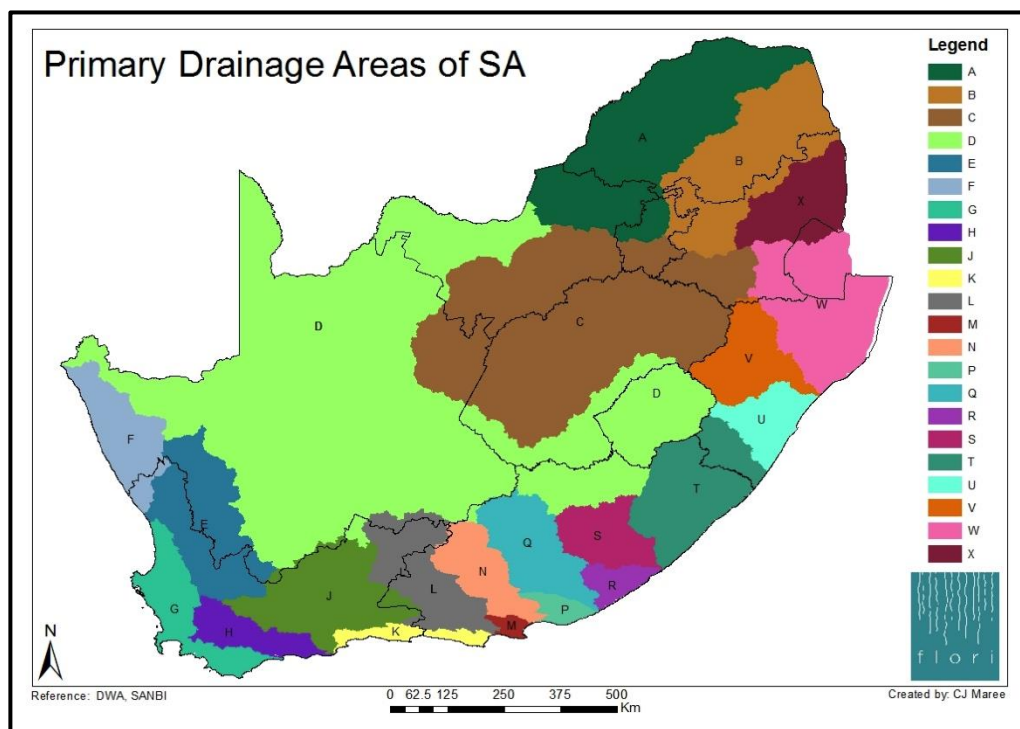 Primary Drainage Areas of SA
Legend
A
B
C
D
E
F
G
H
J
K
L
M
N
P
Q
R
S
T
U
V
W
X
A
B
X
W
C
D
V
D
U
F
T
E
S
Q
N
R
L
J
G
P
K
H
M
N
flori
Reference: DWA, SANBI
0 62.5 125 250 375 500
Km
Created by: CJ Maree